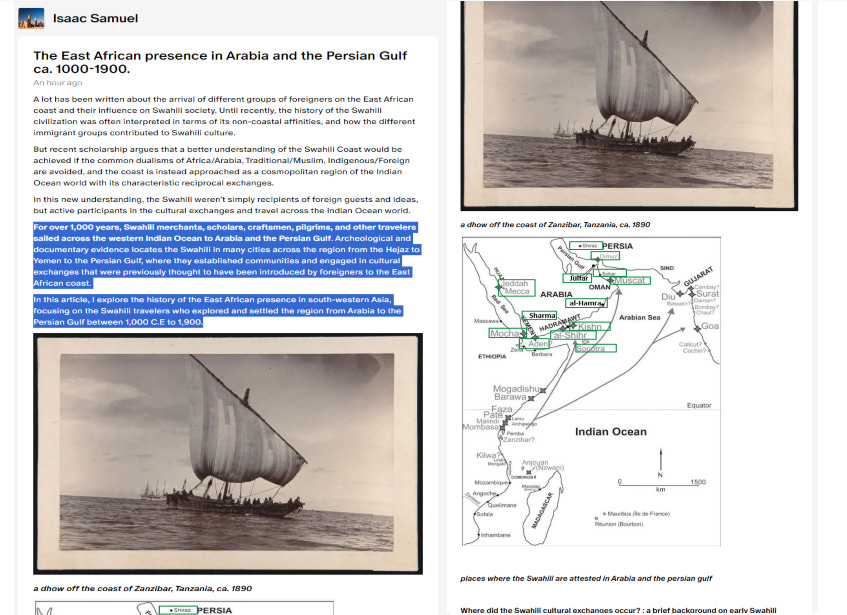 Isaac Samuel
The East African presence in Arabia and the Persian Gulf
ca. 1000-1900.
An hour ago
A lot has been written about the arrival of different groups of foreigners on the East African
coast and their influence on Swahili society. Until recently, the history of the Swahili
civilization was often interpreted in terms of its non-coastal affinities, and how the different
immigrant groups contributed to Swahili culture.
But recent scholarship argues that a better understanding of the Swahili Coast would be
achieved if the common dualisms of Africa/Arabia, Traditional/Muslim, Indigenous/Foreign
are avoided, and the coast is instead approached as a cosmopolitan region of the Indian
Ocean world with its characteristic reciprocal exchanges.
In this new understanding, the Swahili weren't simply recipients of foreign guests and ideas,
but active participants in the cultural exchanges and travel across the Indian Ocean world.
For over 1,000 years, Swahili merchants, scholars, craftsmen, pilgrims, and other travelers
sailed across the western Indian Ocean to Arabia and the Persian Gulf. Archeological and
documentary evidence locates the Swahili in many cities across the region from the Hejaz to
Yemen to the Persian Gulf, where they established communities and engaged in cultural
exchanges that were previously thought to have been introduced by foreigners to the East
African coast.
In this article, I explore the history of the East African presence in south-western Asia,
focusing on the Swahili travelers who explored and settled the region from Arabia to the
Persian Gulf between 1,000 C.E to 1,900.
a dhow off the coast of Zanzibar, Tanzania, ca. 1890
Shiraz PERSIA
a dhow off the coast of Zanzibar, Tanzania, ca. 1890
Shiraz PERSIA
Persian Gulf
Ormuz
Julfar
Sohar
Muscat
SIND
GUJARAT
HIJAZ
Jeddah
Mecca
ARABIA
OMAN
Diu
Cambay?
Surat
Daman?
Bassein?
Bombay?
Chaul?
al-Hamra
Red Sea
Sharma
Arabian Sea
Massawa
YEMEN
HADRAMAWT
Kishn
Goa
Mocha
al-Shihr
Aden
Calicut?
Cochin?
Socotra
Zeila
Berbera
ETHIOPIA
Mogadishu
Barawa
Equator
Faza
Pate
Lamu
Archipelago
Malindi
Mombasa
Pemba
Zanzibar?
Indian Ocean
Kilwa?
Anjouan
(Nzwani)
COMOROS
N
0 1500
km
Mozambique
Angoche
Quelimane
Sofala
MADAGASCAR
Mauritius (Île de France)
Réunion (Bourbon)
Inhambane
places where the Swahili are attested in Arabia and the persian gulf
Where did the Swahili cultural exchanges occur? : a brief background on early Swahili